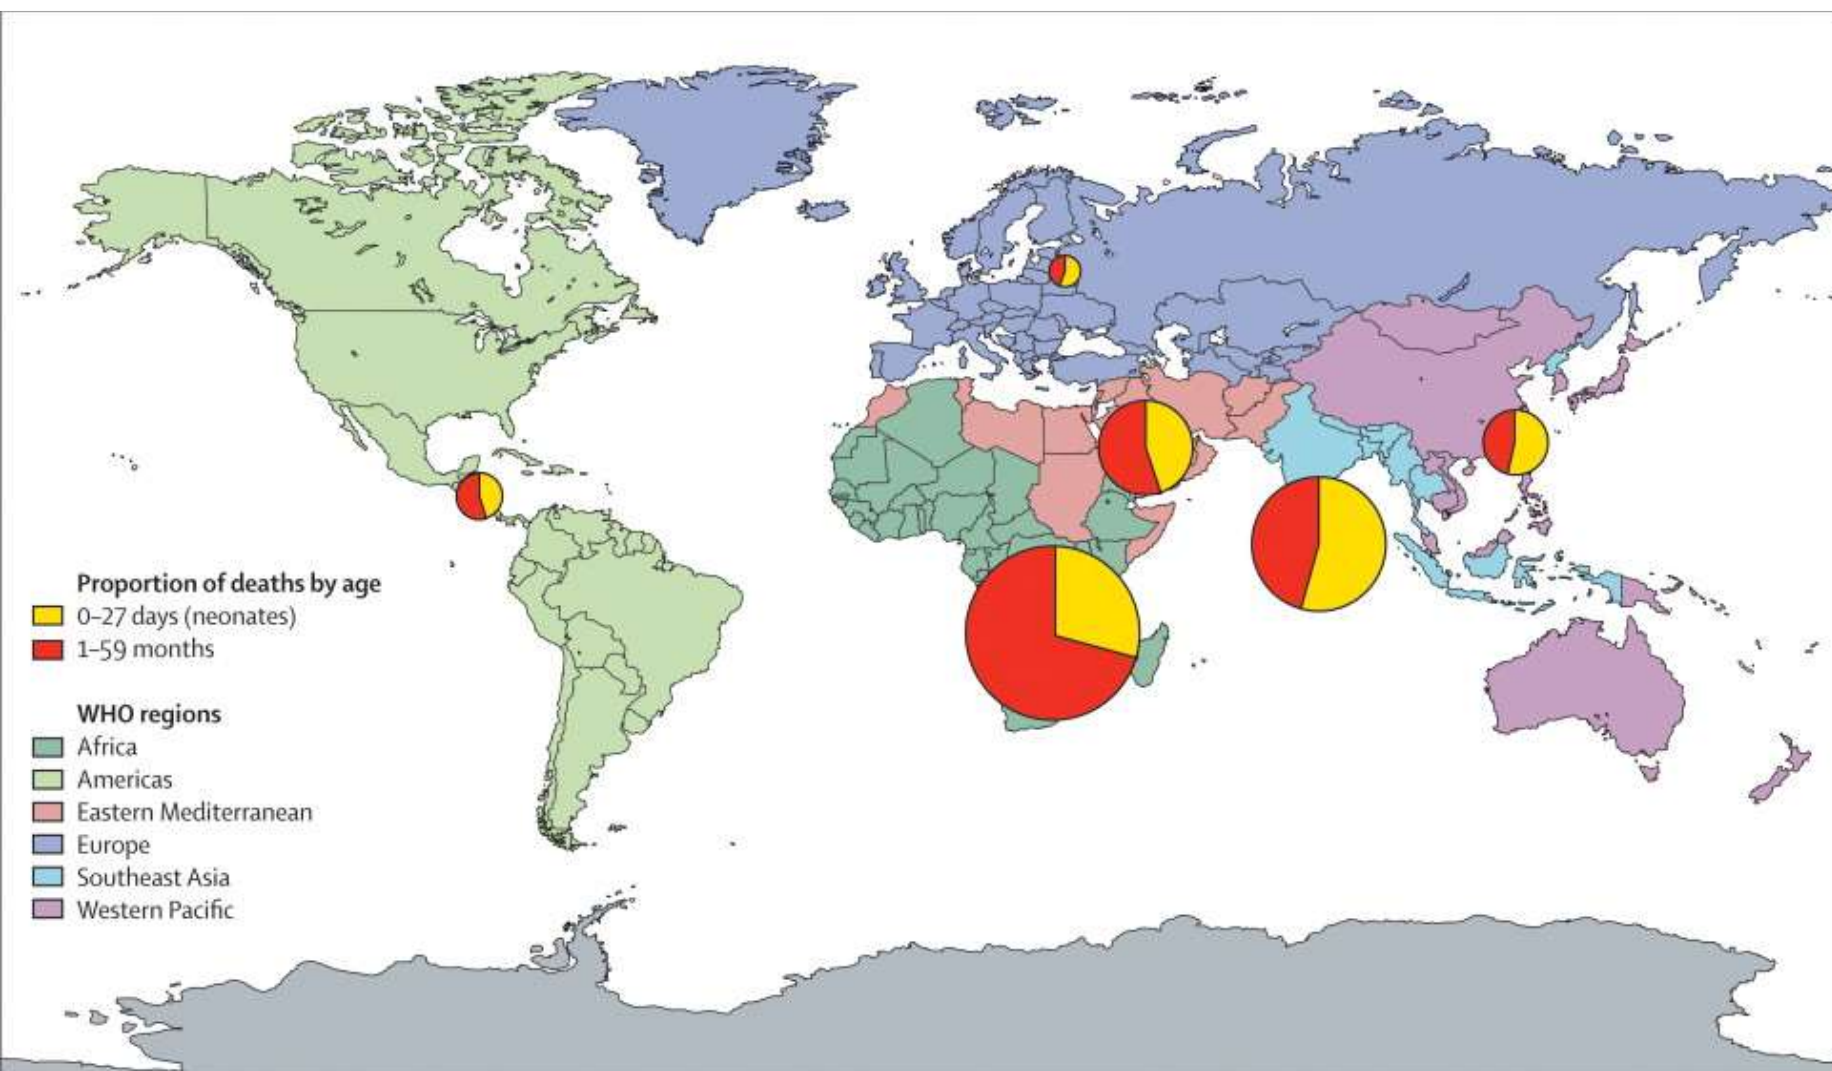 Proportion of deaths by age
0–27 days (neonates)
1–59 months
WHO regions
Africa
Americas
Eastern Mediterranean
Europe
Southeast Asia
Western Pacific